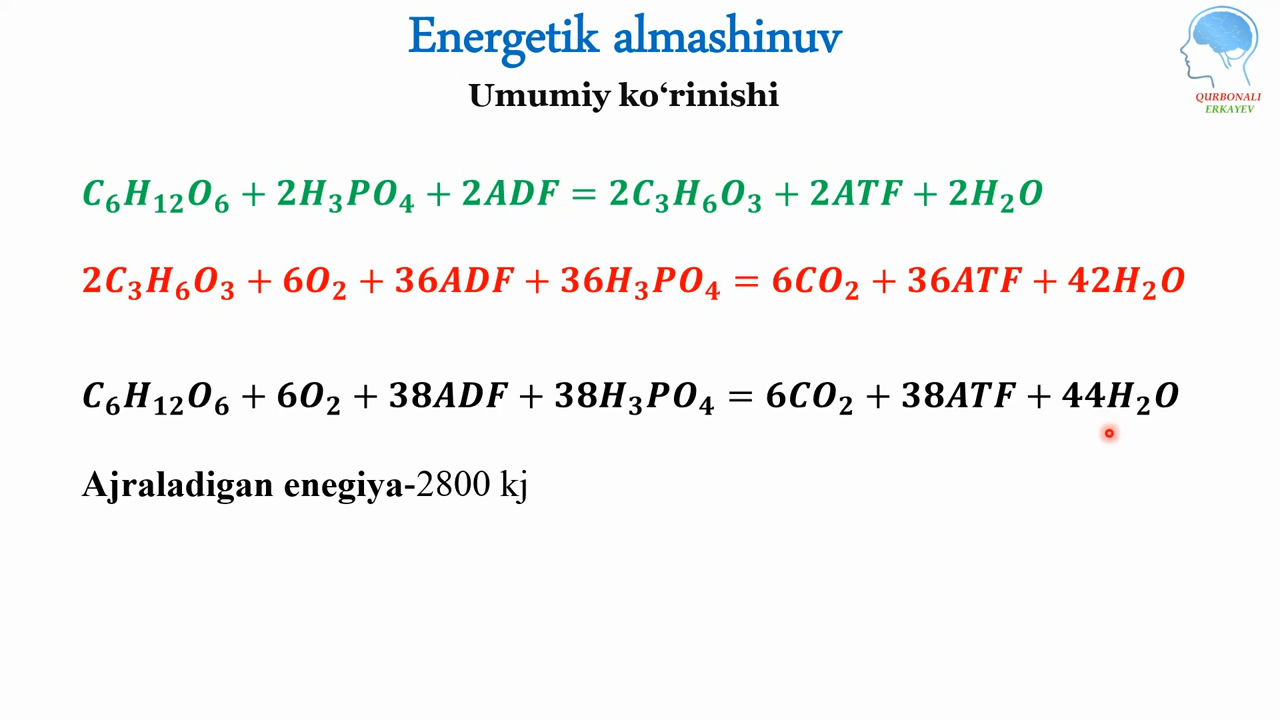 Energetik almashinuv
Umumiy ko‘rinishi
QURBONALI
ERKAYEV
C₆H₁₂O₆ + 2H₃PO₄ + 2ADF = 2C₃H₆O₃ + 2ATF + 2H₂O
2C₃H₆O₃ + 6O₂ + 36ADF + 36H₃PO₄ = 6CO₂ + 36ATF + 42H₂O
C₆H₁₂O₆ + 6O₂ + 38ADF + 38H₃PO₄ = 6CO₂ + 38ATF + 44H₂O
Ajraladigan enegiya-2800 kj